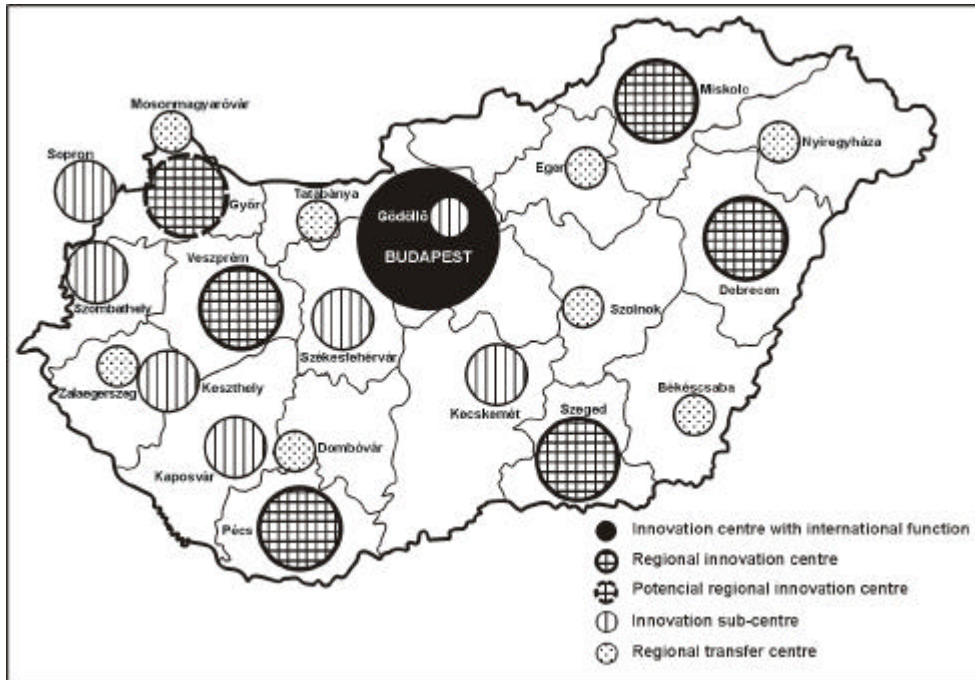 Miskolc
Mosonmagyaróvár
Nyíregyháza
Sopron
Eger
Tatabánya
Győr
Gödöllő
BUDAPEST
Veszprém
Debrecen
Szombathely
Szolnok
Székesfehérvár
Zalaegerszeg
Keszthely
Kecskemét
Békéscsaba
Szeged
Dombóvár
Kaposvár
Pécs
Innovation centre with international function
Regional innovation centre
Potencial regional innovation centre
Innovation sub-centre
Regional transfer centre